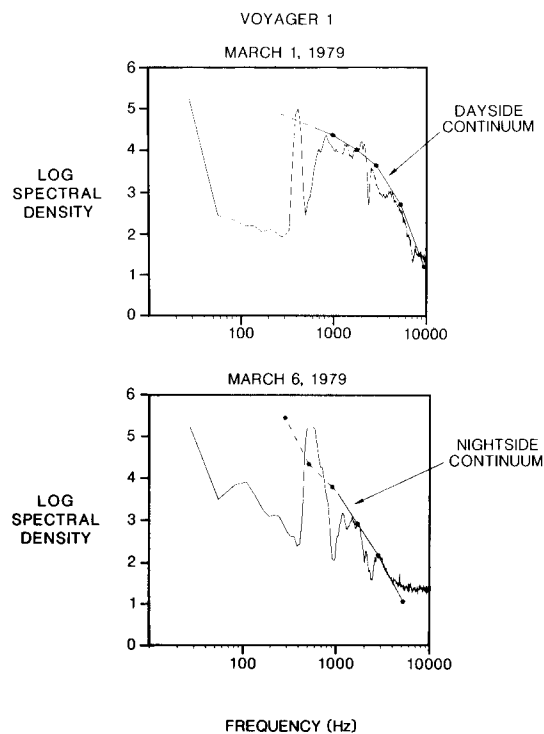 VOYAGER 1
MARCH 1, 1979
6
5
4
3
2
1
0
LOG
SPECTRAL
DENSITY
DAYSIDE
CONTINUUM
100
1000
10000
MARCH 6, 1979
6
5
4
3
2
1
0
LOG
SPECTRAL
DENSITY
NIGHTSIDE
CONTINUUM
100
1000
10000
FREQUENCY (Hz)